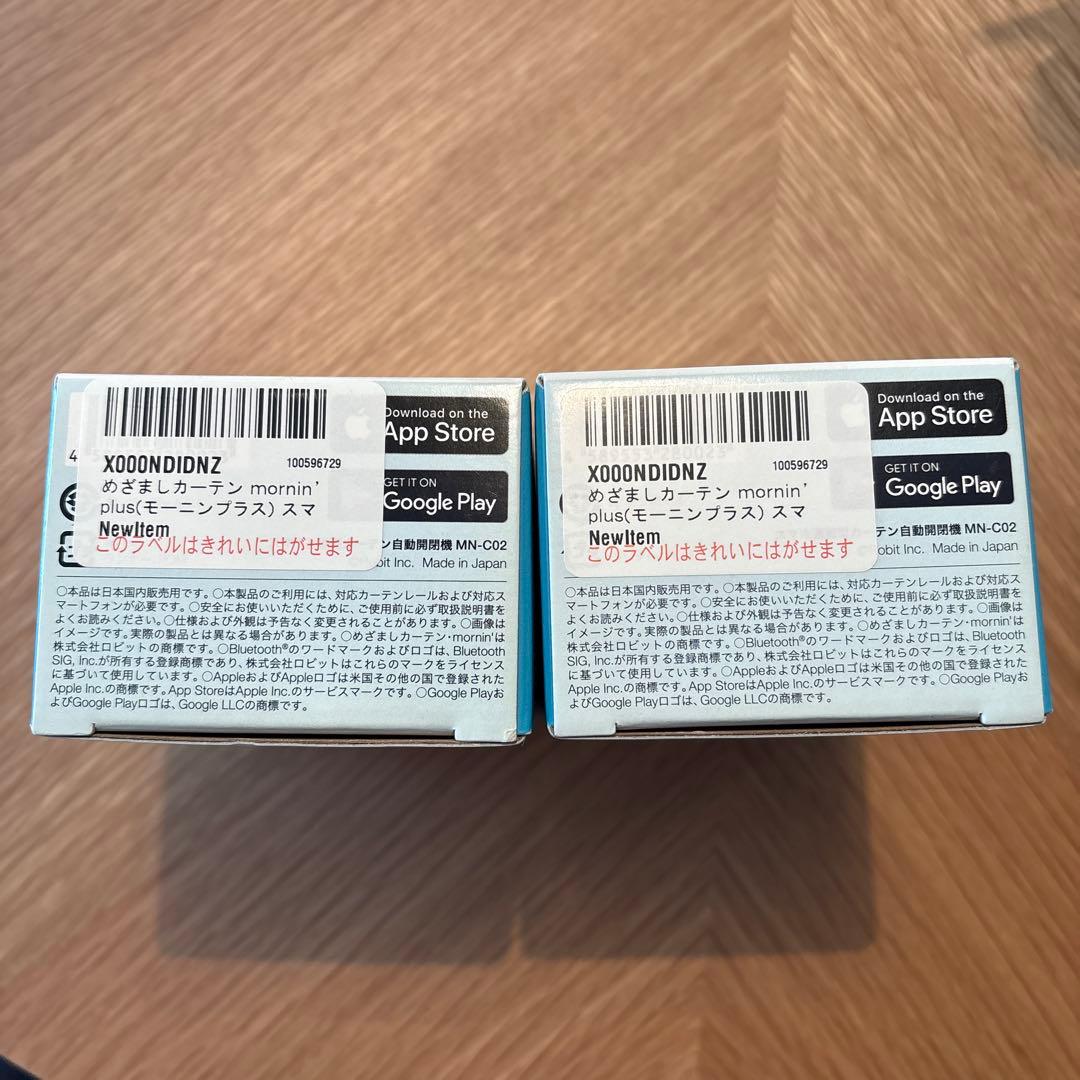 Download on the
App Store
X000NDIDNZ 100596729
GET IT ON
Google Play
めざましカーテン mornin'
plus(モーニンプラス) スマ
NewItem
このラベルはきれいにはがせます
テン自動開閉機 MN-C02
bit Inc. Made in Japan
〇本品は日本国内販売用です。〇本製品のご利用には、対応カーテンレールおよび対応ス
マートフォンが必要です。〇安全にお使いいただくために、ご使用前に必ず取扱説明書を
よくお読みください。〇仕様および外観は予告なく変更されることがあります。〇画像は
イメージです。実際の製品とは異なる場合があります。〇めざましカーテン・mornin'は
株式会社ロビットの商標です。〇Bluetooth®のワードマークおよびロゴは、Bluetooth
SIG, Inc.が所有する登録商標であり、株式会社ロビットはこれらのマークをライセンス
に基づいて使用しています。〇AppleおよびAppleロゴは米国その他の国で登録された
Apple Inc.の商標です。App StoreはApple Inc.のサービスマークです。〇Google Playお
よびGoogle Playロゴは、Google LLCの商標です。
Download on the
App Store
4 589553 280023
X000NDIDNZ 100596729
GET IT ON
Google Play
めざましカーテン mornin'
plus(モーニンプラス) スマ
NewItem
このラベルはきれいにはがせます
テン自動開閉機 MN-C02
obit Inc. Made in Japan
〇本品は日本国内販売用です。〇本製品のご利用には、対応カーテンレールおよび対応ス
マートフォンが必要です。〇安全にお使いいただくために、ご使用前に必ず取扱説明書を
よくお読みください。〇仕様および外観は予告なく変更されることがあります。〇画像は
イメージです。実際の製品とは異なる場合があります。〇めざましカーテン・mornin'は
株式会社ロビットの商標です。〇Bluetooth®のワードマークおよびロゴは、Bluetooth
SIG, Inc.が所有する登録商標であり、株式会社ロビットはこれらのマークをライセンス
に基づいて使用しています。〇AppleおよびAppleロゴは米国その他の国で登録された
Apple Inc.の商標です。App StoreはApple Inc.のサービスマークです。〇Google Playお
よびGoogle Playロゴは、Google LLCの商標です。